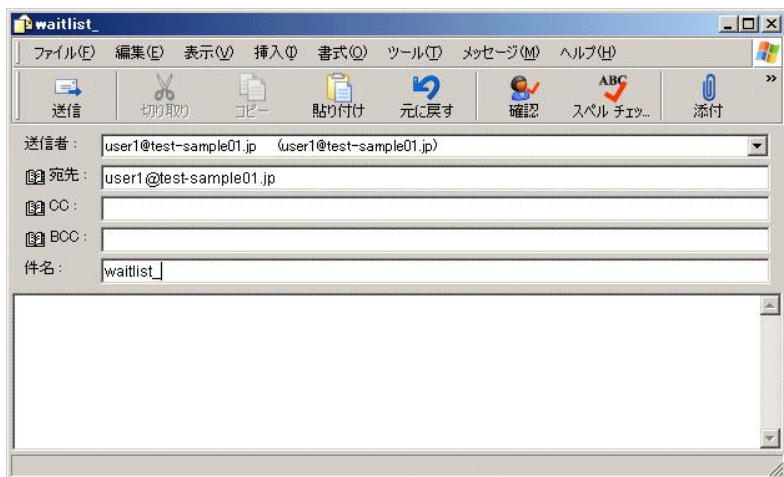 waitlist_
ファイル(F) 編集(E) 表示(V) 挿入(I) 書式(O) ツール(T) メッセージ(M) ヘルプ(H)
送信 切り取り コピー 貼り付け 元に戻す 確認 スペル チェッ... 添付 »
送信者: user1@test-sample01.jp (user1@test-sample01.jp)
宛先: user1@test-sample01.jp
CC:
BCC:
件名: waitlist_